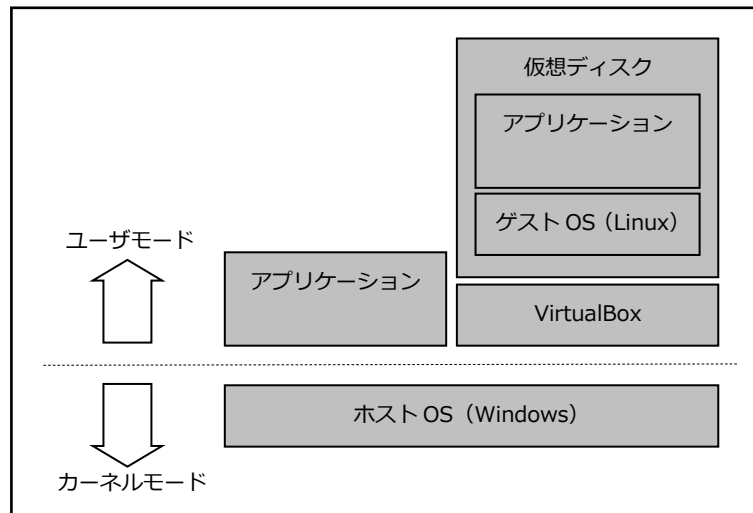 仮想ディスク
アプリケーション
ゲスト OS（Linux）
ユーザモード
アプリケーション
VirtualBox
ホスト OS（Windows）
カーネルモード